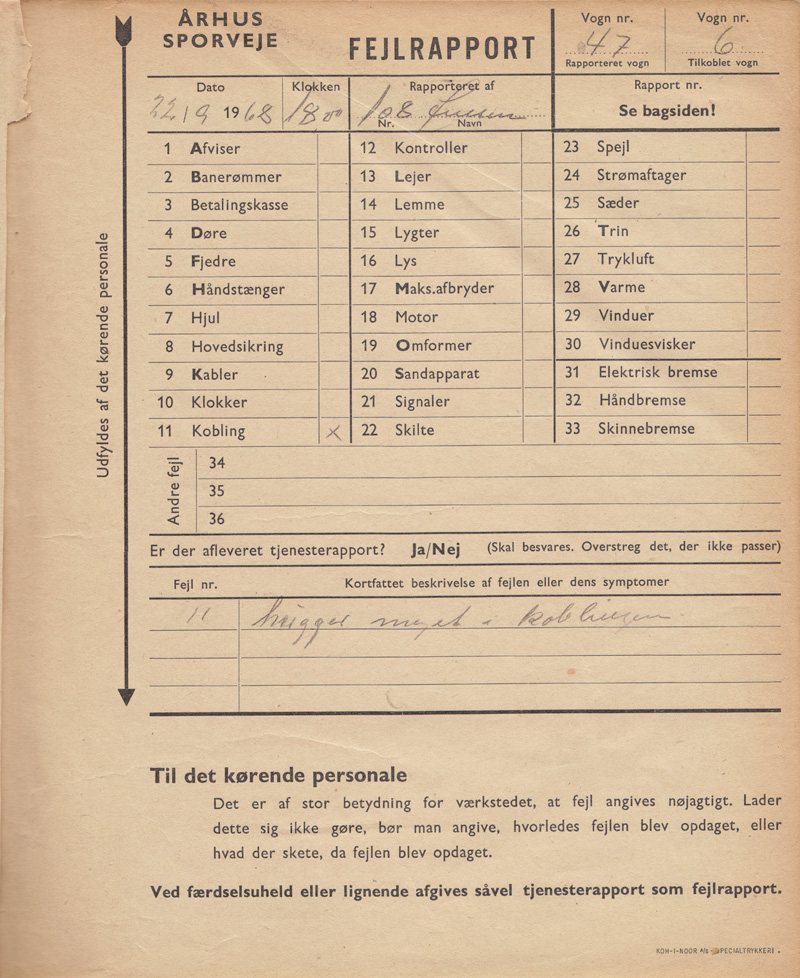 ÅRHUS
SPORVEJE
FEJLRAPPORT
Vogn nr.
47
Rapporteret vogn
Vogn nr.
6
Tilkoblet vogn
Dato
22/9 1968
Klokken
18 00
Rapporteret af
108
Nr. Navn
Rapport nr.
Se bagsiden!
Udfyldes af det kørende personale
1 Afviser
2 Banerømmer
3 Betalingskasse
4 Døre
5 Fjedre
6 Håndstænger
7 Hjul
8 Hovedsikring
9 Kabler
10 Klokker
11 Kobling X
12 Kontroller
13 Lejer
14 Lemme
15 Lygter
16 Lys
17 Maks.afbryder
18 Motor
19 Omformer
20 Sandapparat
21 Signaler
22 Skilte
23 Spejl
24 Strømaftager
25 Sæder
26 Trin
27 Trykluft
28 Varme
29 Vinduer
30 Vinduesvisker
31 Elektrisk bremse
32 Håndbremse
33 Skinnebremse
Andre fejl
34
35
36
Er der afleveret tjenesterapport? Ja/Nej (Skal besvares. Overstreg det, der ikke passer)
Fejl nr. Kortfattet beskrivelse af fejlen eller dens symptomer
11 hugger meget i koblingen
Til det kørende personale
Det er af stor betydning for værkstedet, at fejl angives nøjagtigt. Lader
dette sig ikke gøre, bør man angive, hvorledes fejlen blev opdaget, eller
hvad der skete, da fejlen blev opdaget.
Ved færdselsuheld eller lignende afgives såvel tjenesterapport som fejlrapport.
KOH-I-NOOR A/S SPECIALTRYKKERI.